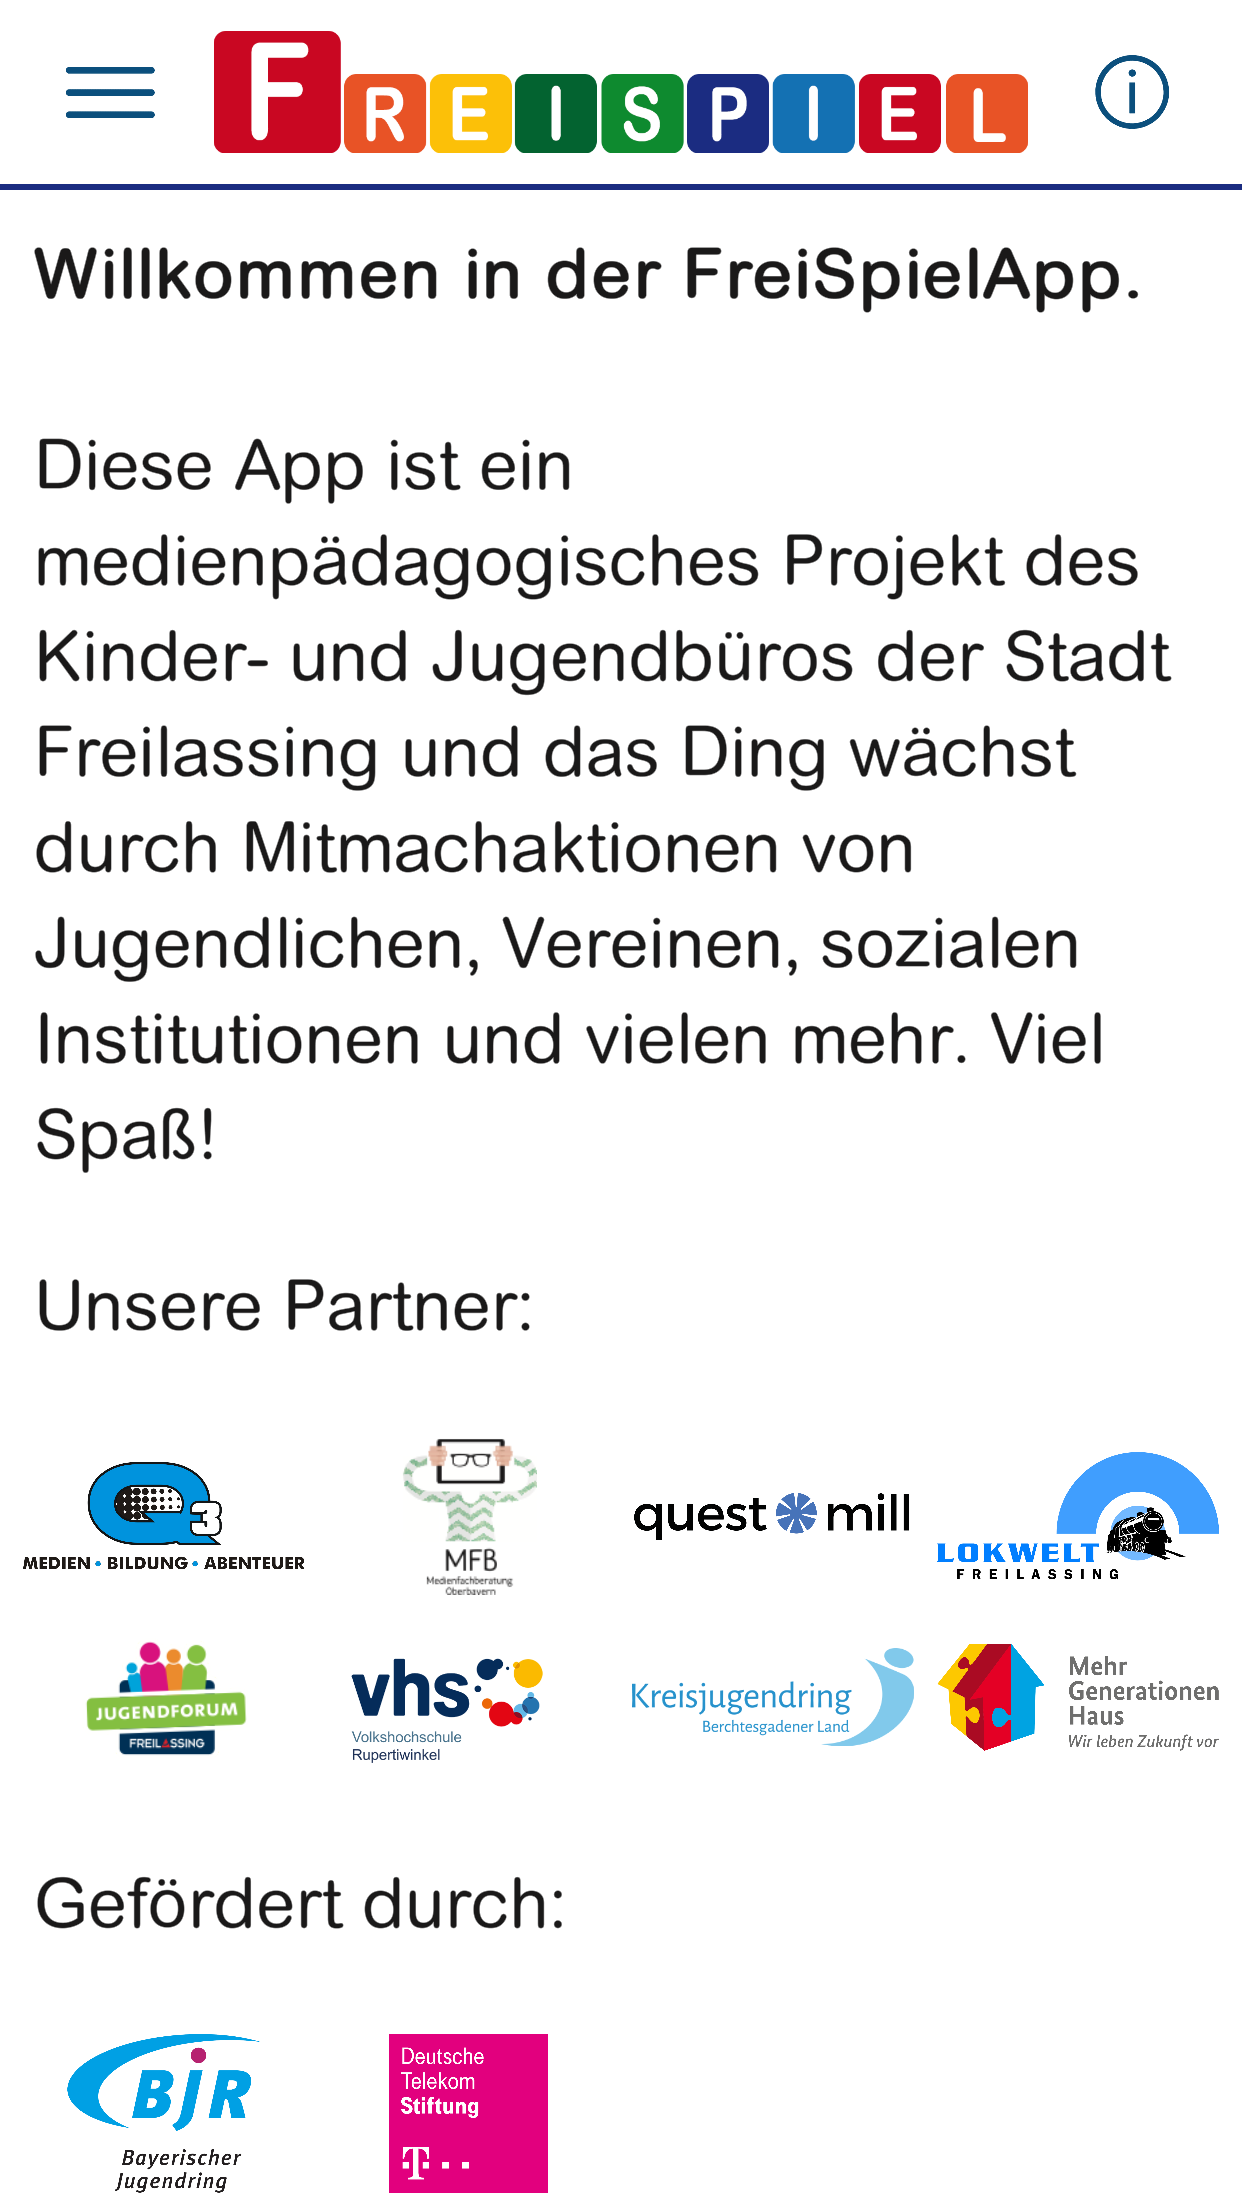 FREISPIEL
Willkommen in der FreiSpielApp.
Diese App ist ein
medienpädagogisches Projekt des
Kinder- und Jugendbüros der Stadt
Freilassing und das Ding wächst
durch Mitmachaktionen von
Jugendlichen, Vereinen, sozialen
Institutionen und vielen mehr. Viel
Spaß!
Unsere Partner:
Q3
MEDIEN • BILDUNG • ABENTEUER
MFB
Medienfachberatung
Oberbayern
quest mill
LOKWELT
FREILASSING
JUGENDFORUM
FREILASSING
vhs
Volkshochschule
Rupertiwinkel
Kreisjugendring
Berchtesgadener Land
Mehr
Generationen
Haus
Wir leben Zukunft vor
Gefördert durch:
BJR
Bayerischer
Jugendring
Deutsche
Telekom
Stiftung
T